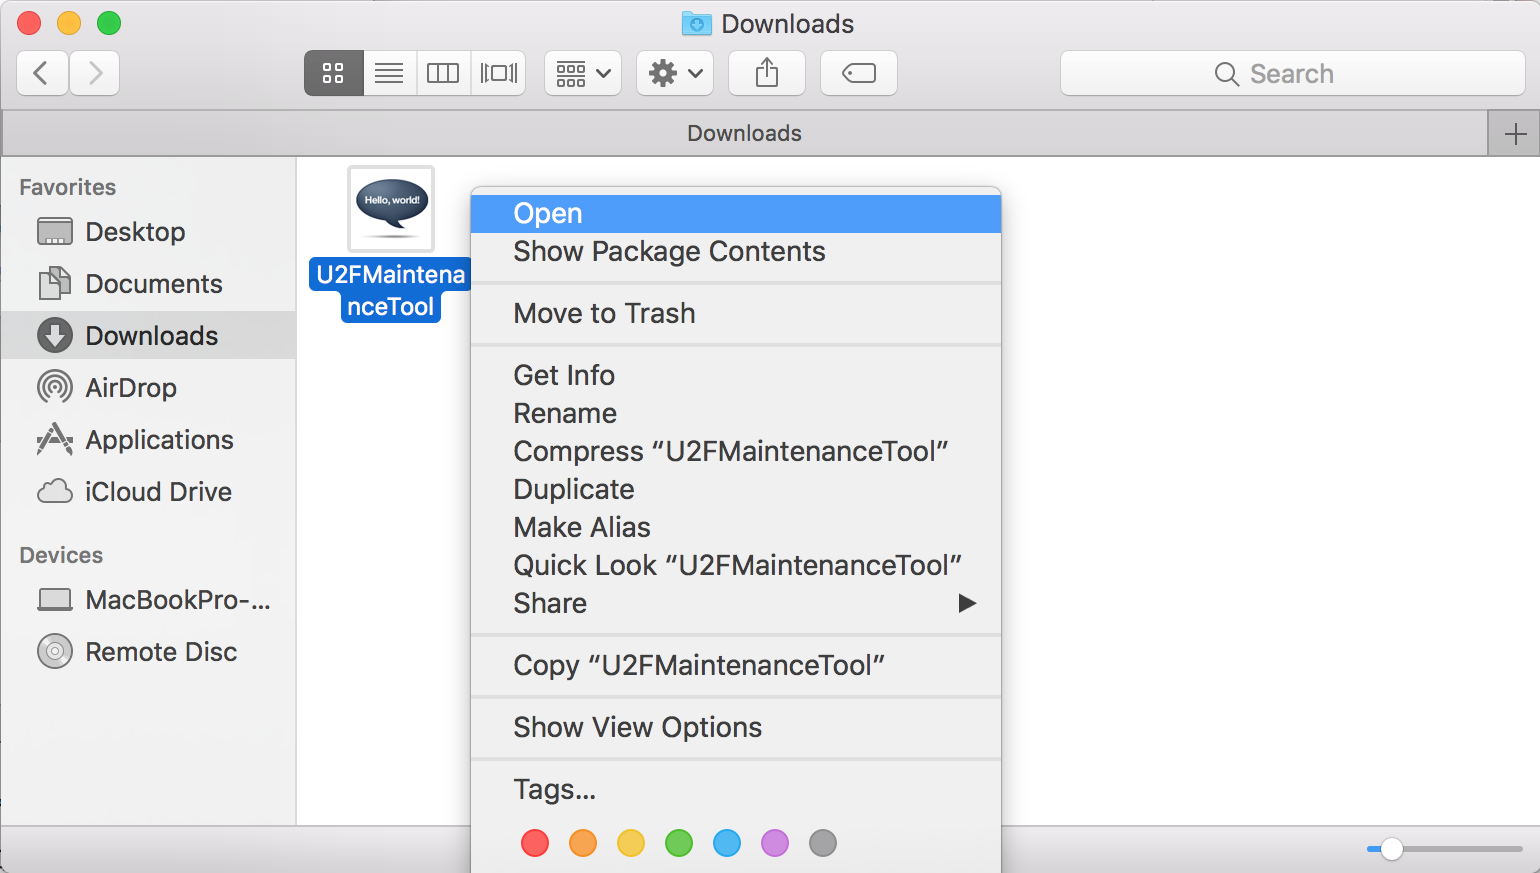 Downloads
Search
Downloads
Favorites
Desktop
Documents
Downloads
AirDrop
Applications
iCloud Drive
Devices
MacBookPro-...
Remote Disc
Hello, world!
U2FMaintena
nceTool
Open
Show Package Contents
Move to Trash
Get Info
Rename
Compress “U2FMaintenanceTool”
Duplicate
Make Alias
Quick Look “U2FMaintenanceTool”
Share
Copy “U2FMaintenanceTool”
Show View Options
Tags...